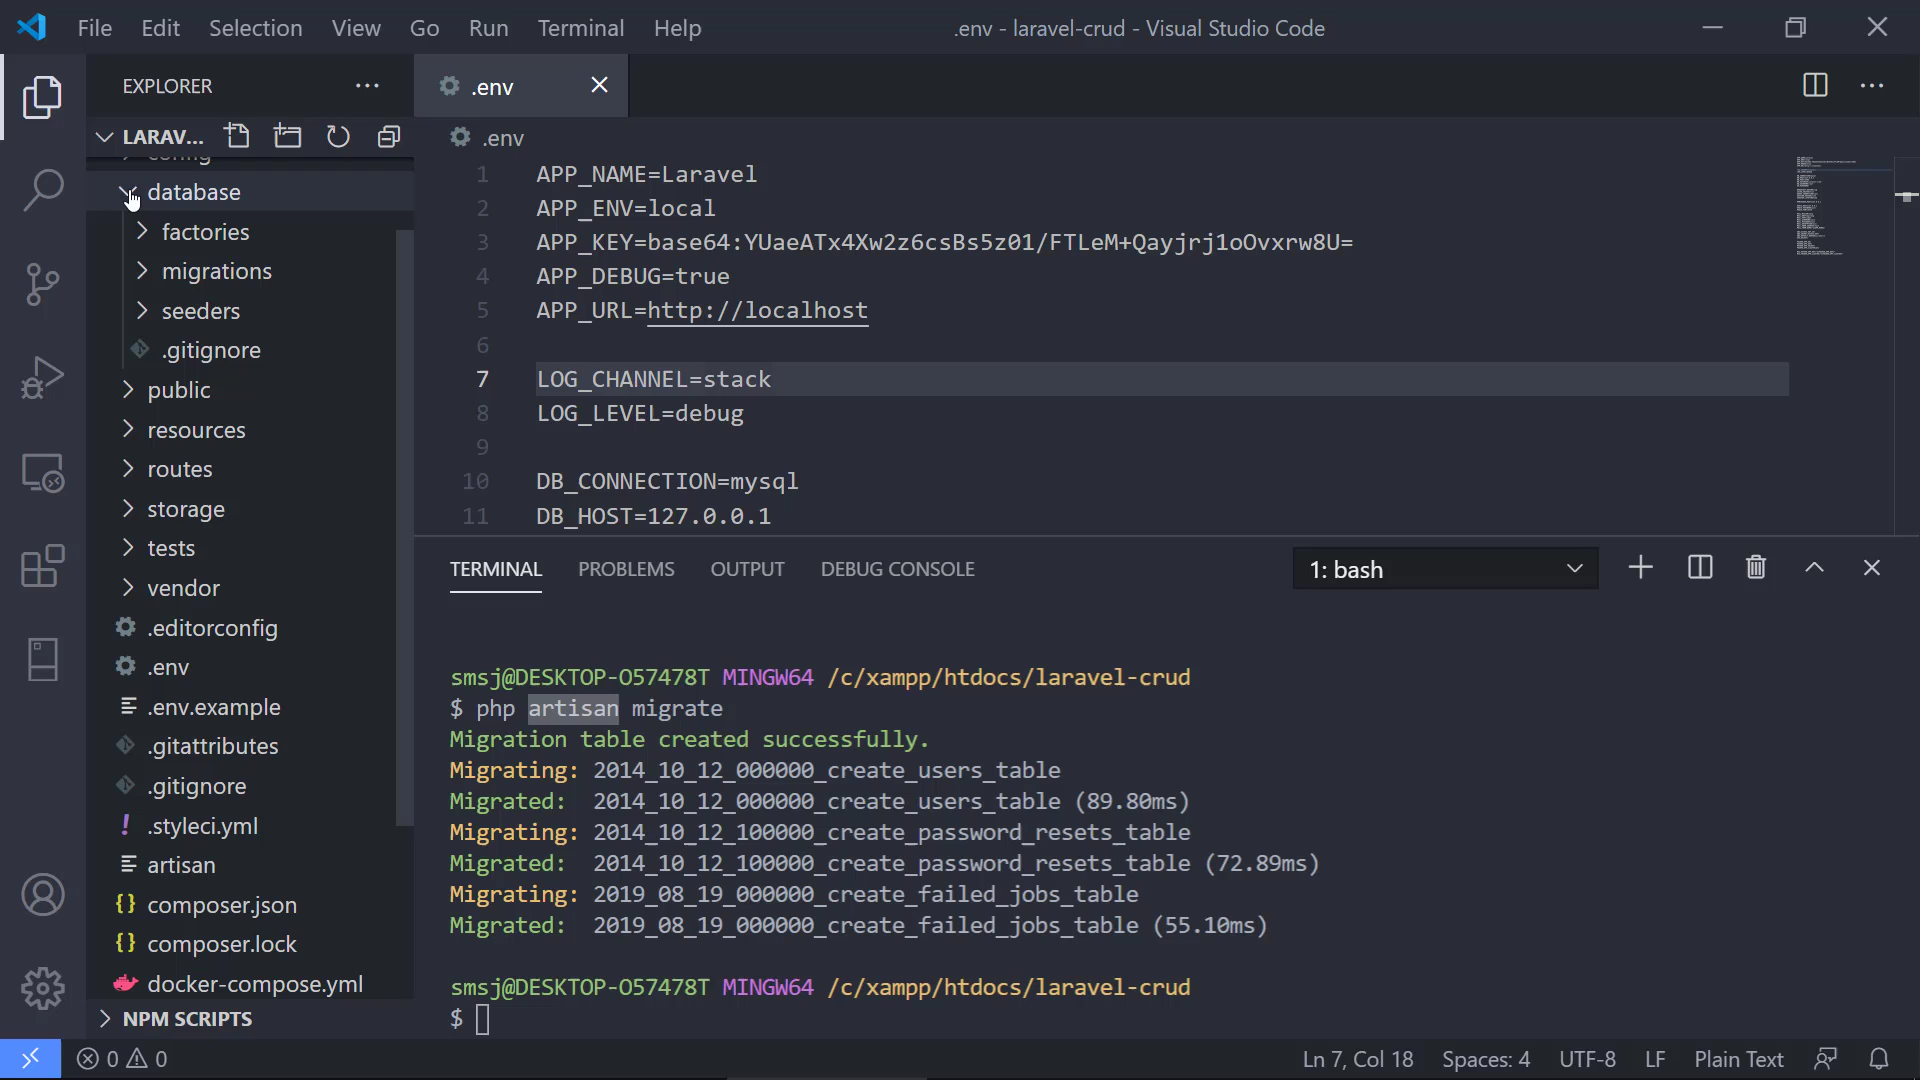 File Edit Selection View Go Run Terminal Help
.env - laravel-crud - Visual Studio Code
EXPLORER
LARAV...
config
database
factories
migrations
seeders
.gitignore
public
resources
routes
storage
tests
vendor
.editorconfig
.env
.env.example
.gitattributes
.gitignore
.styleci.yml
artisan
composer.json
composer.lock
docker-compose.yml
NPM SCRIPTS
.env
.env
1 APP_NAME=Laravel
2 APP_ENV=local
3 APP_KEY=base64:YUaeATx4Xw2z6csBs5z01/FTLeM+Qayjrj1oOvxrw8U=
4 APP_DEBUG=true
5 APP_URL=http://localhost
6
7 LOG_CHANNEL=stack
8 LOG_LEVEL=debug
9
10 DB_CONNECTION=mysql
11 DB_HOST=127.0.0.1
TERMINAL PROBLEMS OUTPUT DEBUG CONSOLE
1: bash
smsj@DESKTOP-O57478T MINGW64 /c/xampp/htdocs/laravel-crud
$ php artisan migrate
Migration table created successfully.
Migrating: 2014_10_12_000000_create_users_table
Migrated: 2014_10_12_000000_create_users_table (89.80ms)
Migrating: 2014_10_12_100000_create_password_resets_table
Migrated: 2014_10_12_100000_create_password_resets_table (72.89ms)
Migrating: 2019_08_19_000000_create_failed_jobs_table
Migrated: 2019_08_19_000000_create_failed_jobs_table (55.10ms)
smsj@DESKTOP-O57478T MINGW64 /c/xampp/htdocs/laravel-crud
$
0 0
Ln 7, Col 18 Spaces: 4 UTF-8 LF Plain Text